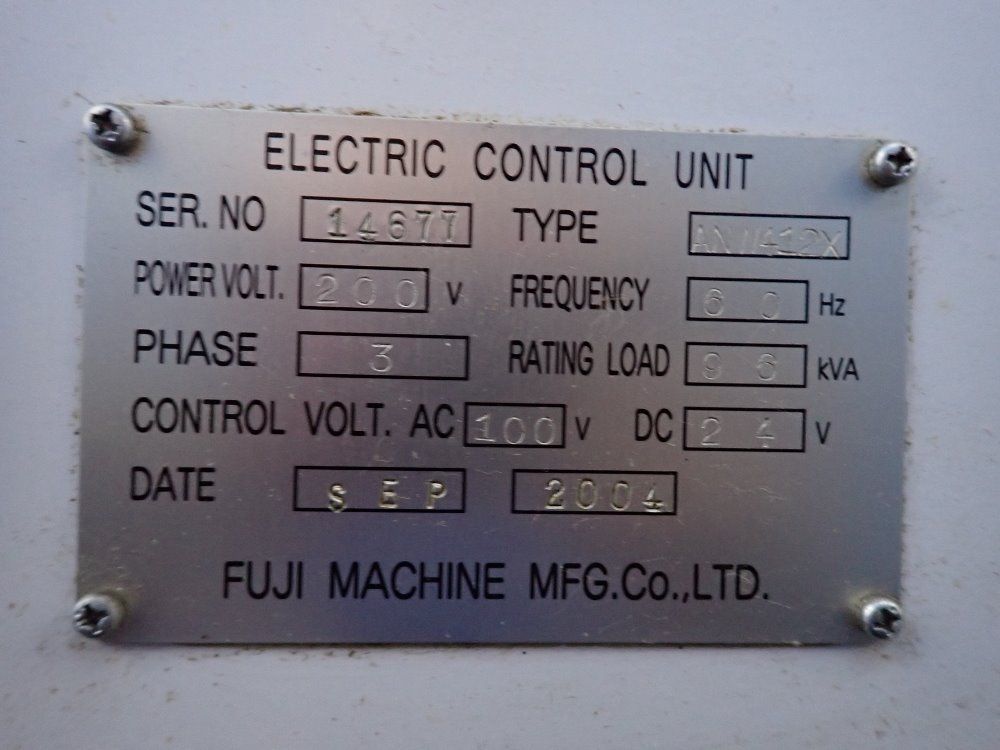 ELECTRIC CONTROL UNIT
SER. NO 14677 TYPE
POWER VOLT. 200 V FREQUENCY 60 Hz
PHASE 3 RATING LOAD 96 kVA
CONTROL VOLT. AC 100 V DC 24 V
DATE SEP 2004
FUJI MACHINE MFG.Co.,LTD.